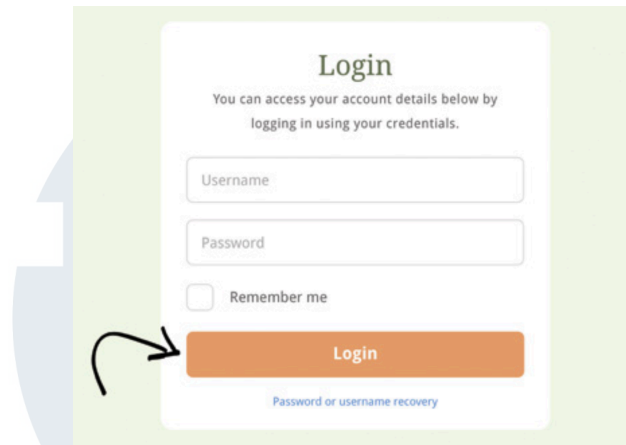 Login
You can access your account details below by
logging in using your credentials.
Username
Password
Remember me
Login
Password or username recovery